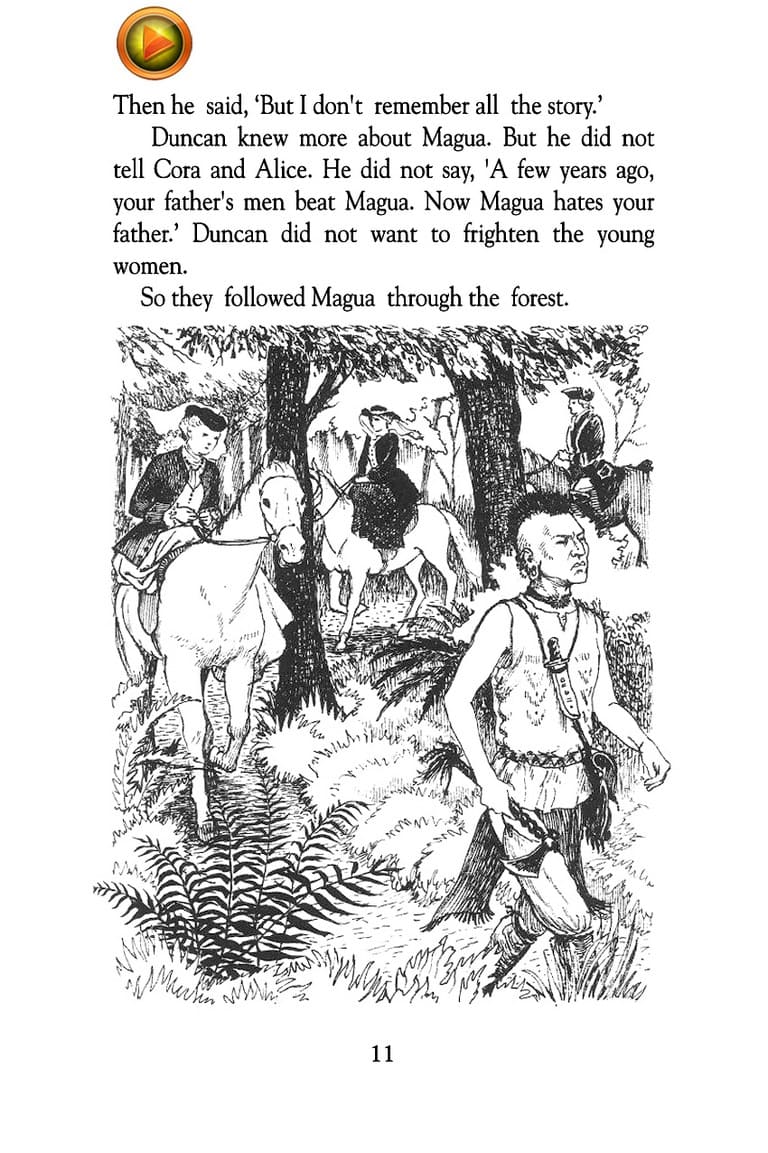 Then he said, ‘But I don't remember all the story.’
Duncan knew more about Magua. But he did not
tell Cora and Alice. He did not say, 'A few years ago,
your father's men beat Magua. Now Magua hates your
father.’ Duncan did not want to frighten the young
women.
So they followed Magua through the forest.
11